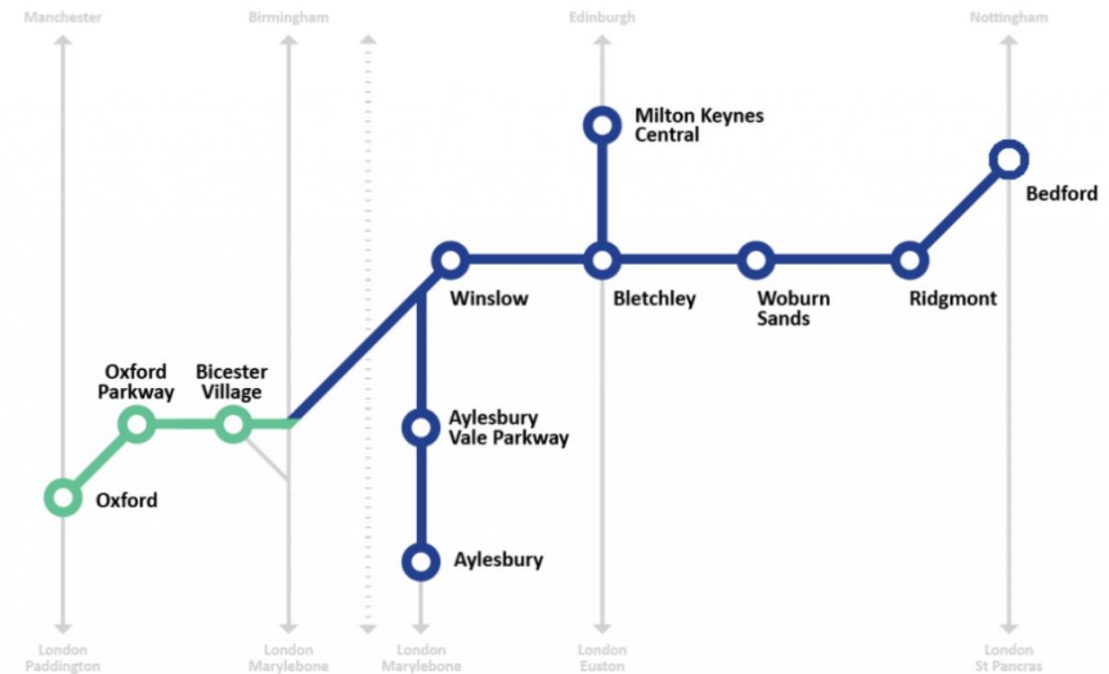 Manchester
Birmingham
Edinburgh
Nottingham
Milton Keynes
Central
Bedford
Winslow
Bletchley
Woburn
Sands
Ridgmont
Oxford
Parkway
Bicester
Village
Aylesbury
Vale Parkway
Oxford
Aylesbury
London
Paddington
London
Marylebone
London
Marylebone
London
Euston
London
St Pancras